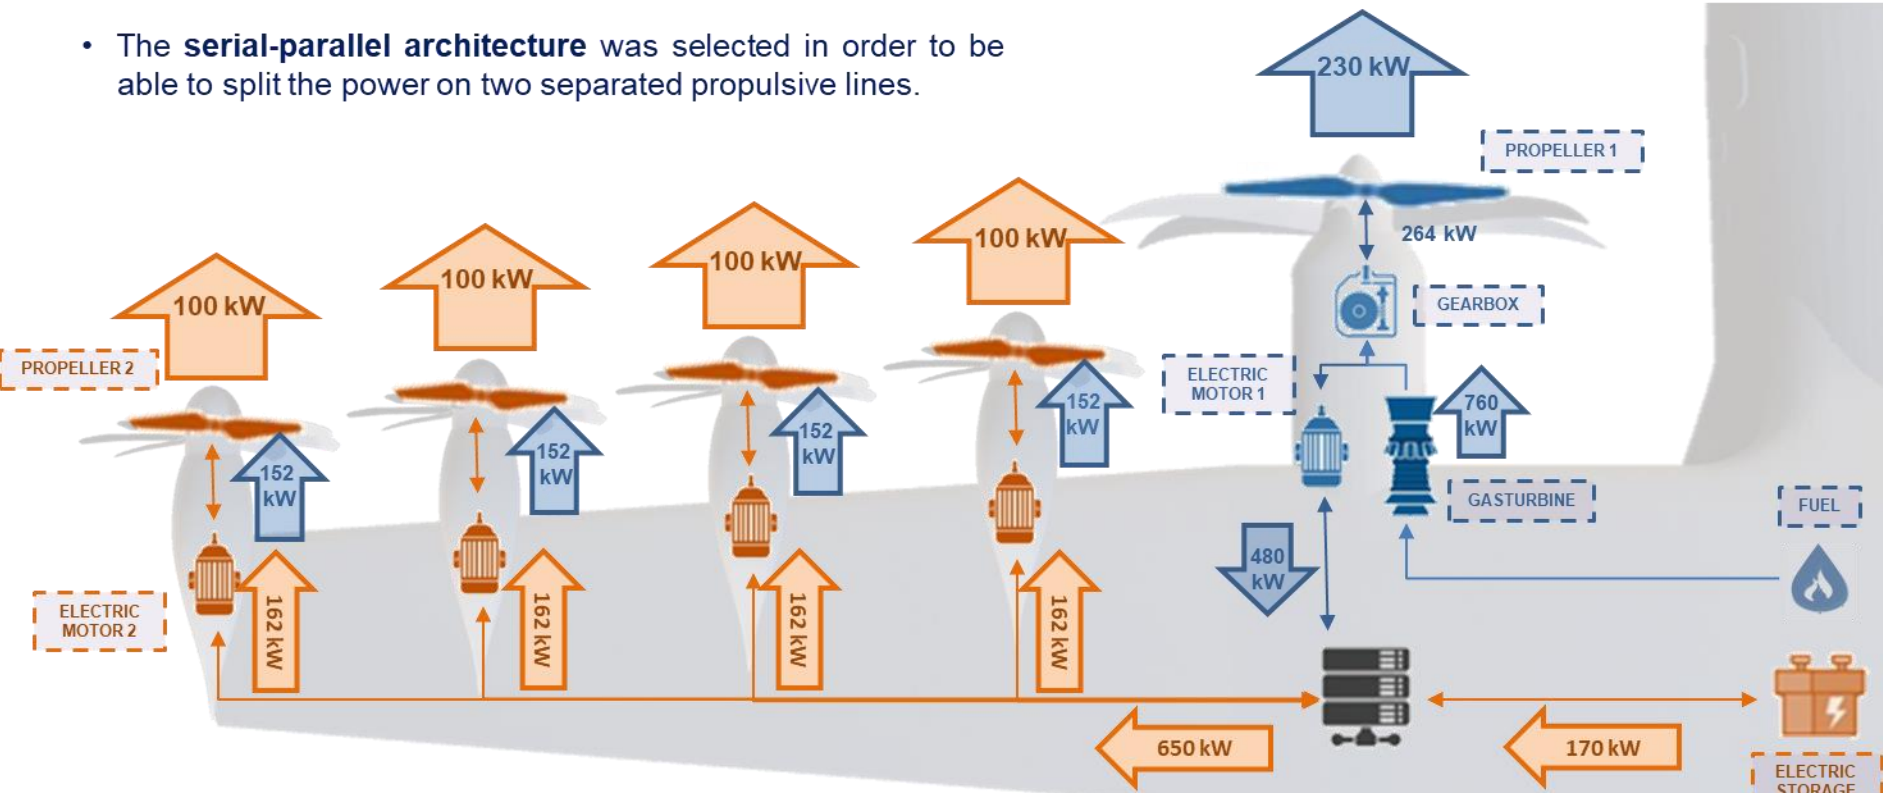 • The serial-parallel architecture was selected in order to be
able to split the power on two separated propulsive lines.
230 kW
PROPELLER 1
264 kW
GEARBOX
100 kW
100 kW
100 kW
100 kW
PROPELLER 2
152
kW
152
kW
152
kW
152
kW
ELECTRIC
MOTOR 1
760
kW
GASTURBINE
FUEL
480
kW
ELECTRIC
MOTOR 2
162 kW
162 kW
162 kW
162 kW
650 kW
170 kW
ELECTRIC
STORAGE